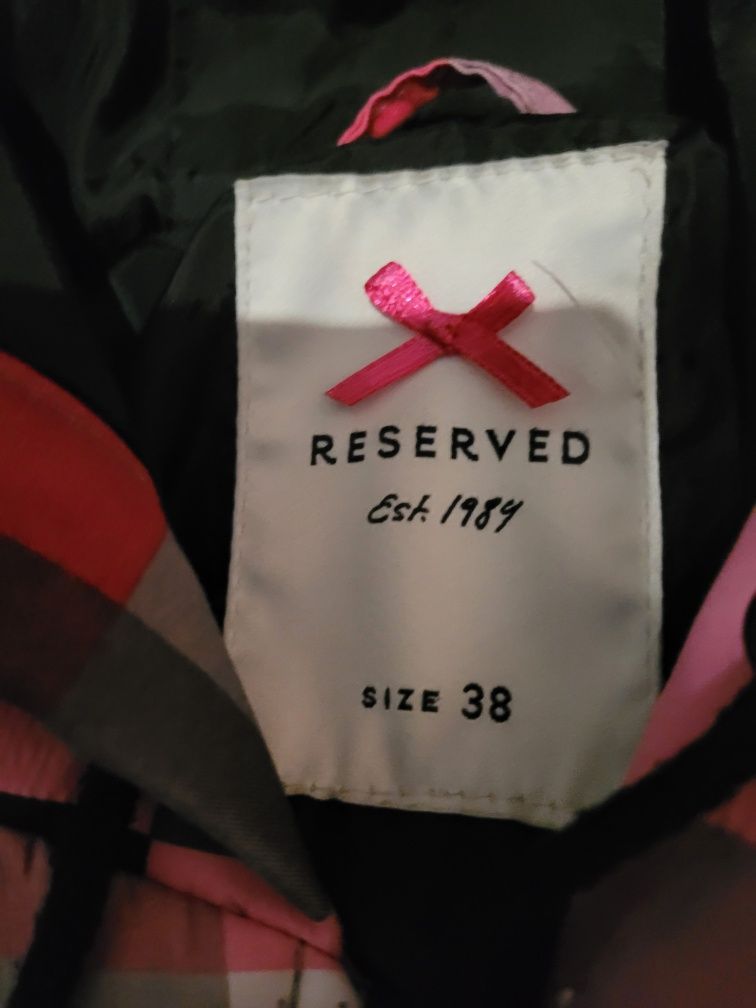 RESERVED
Est. 1984
SIZE 38